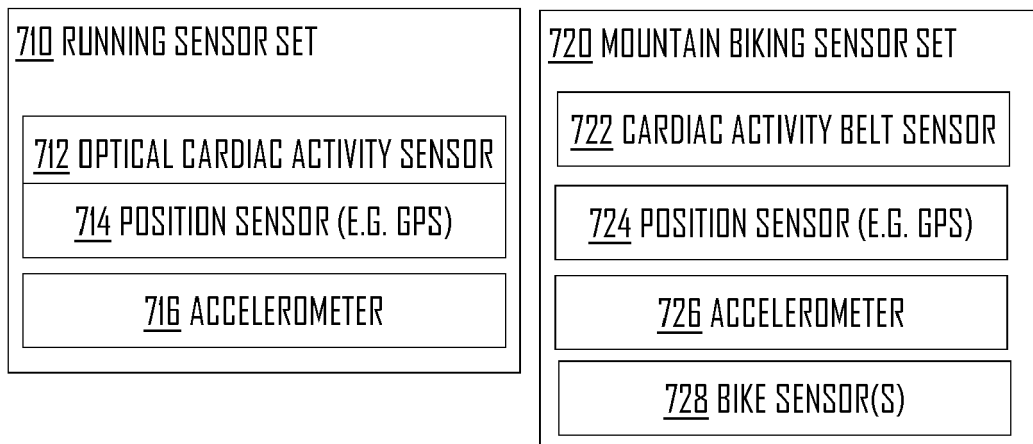 710 RUNNING SENSOR SET
712 OPTICAL CARDIAC ACTIVITY SENSOR
714 POSITION SENSOR (E.G. GPS)
716 ACCELEROMETER
720 MOUNTAIN BIKING SENSOR SET
722 CARDIAC ACTIVITY BELT SENSOR
724 POSITION SENSOR (E.G. GPS)
726 ACCELEROMETER
728 BIKE SENSOR(S)